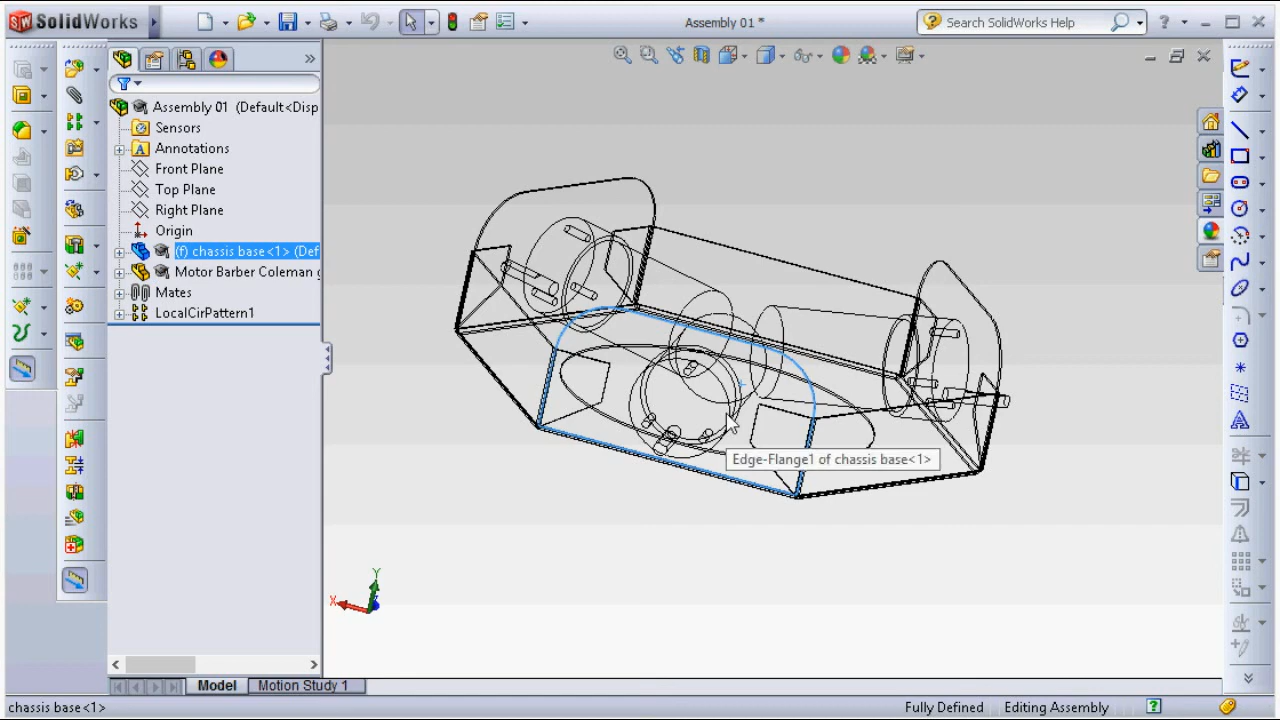 SolidWorks
Assembly 01 *
Search SolidWorks Help
Assembly 01 (Default<Disp
Sensors
A Annotations
Front Plane
Top Plane
Right Plane
Origin
(f) chassis base<1> (Def
Motor Barber Coleman g
Mates
LocalCirPattern1
Edge-Flange1 of chassis base<1>
Y
X
Model
Motion Study 1
chassis base<1>
Fully Defined
Editing Assembly